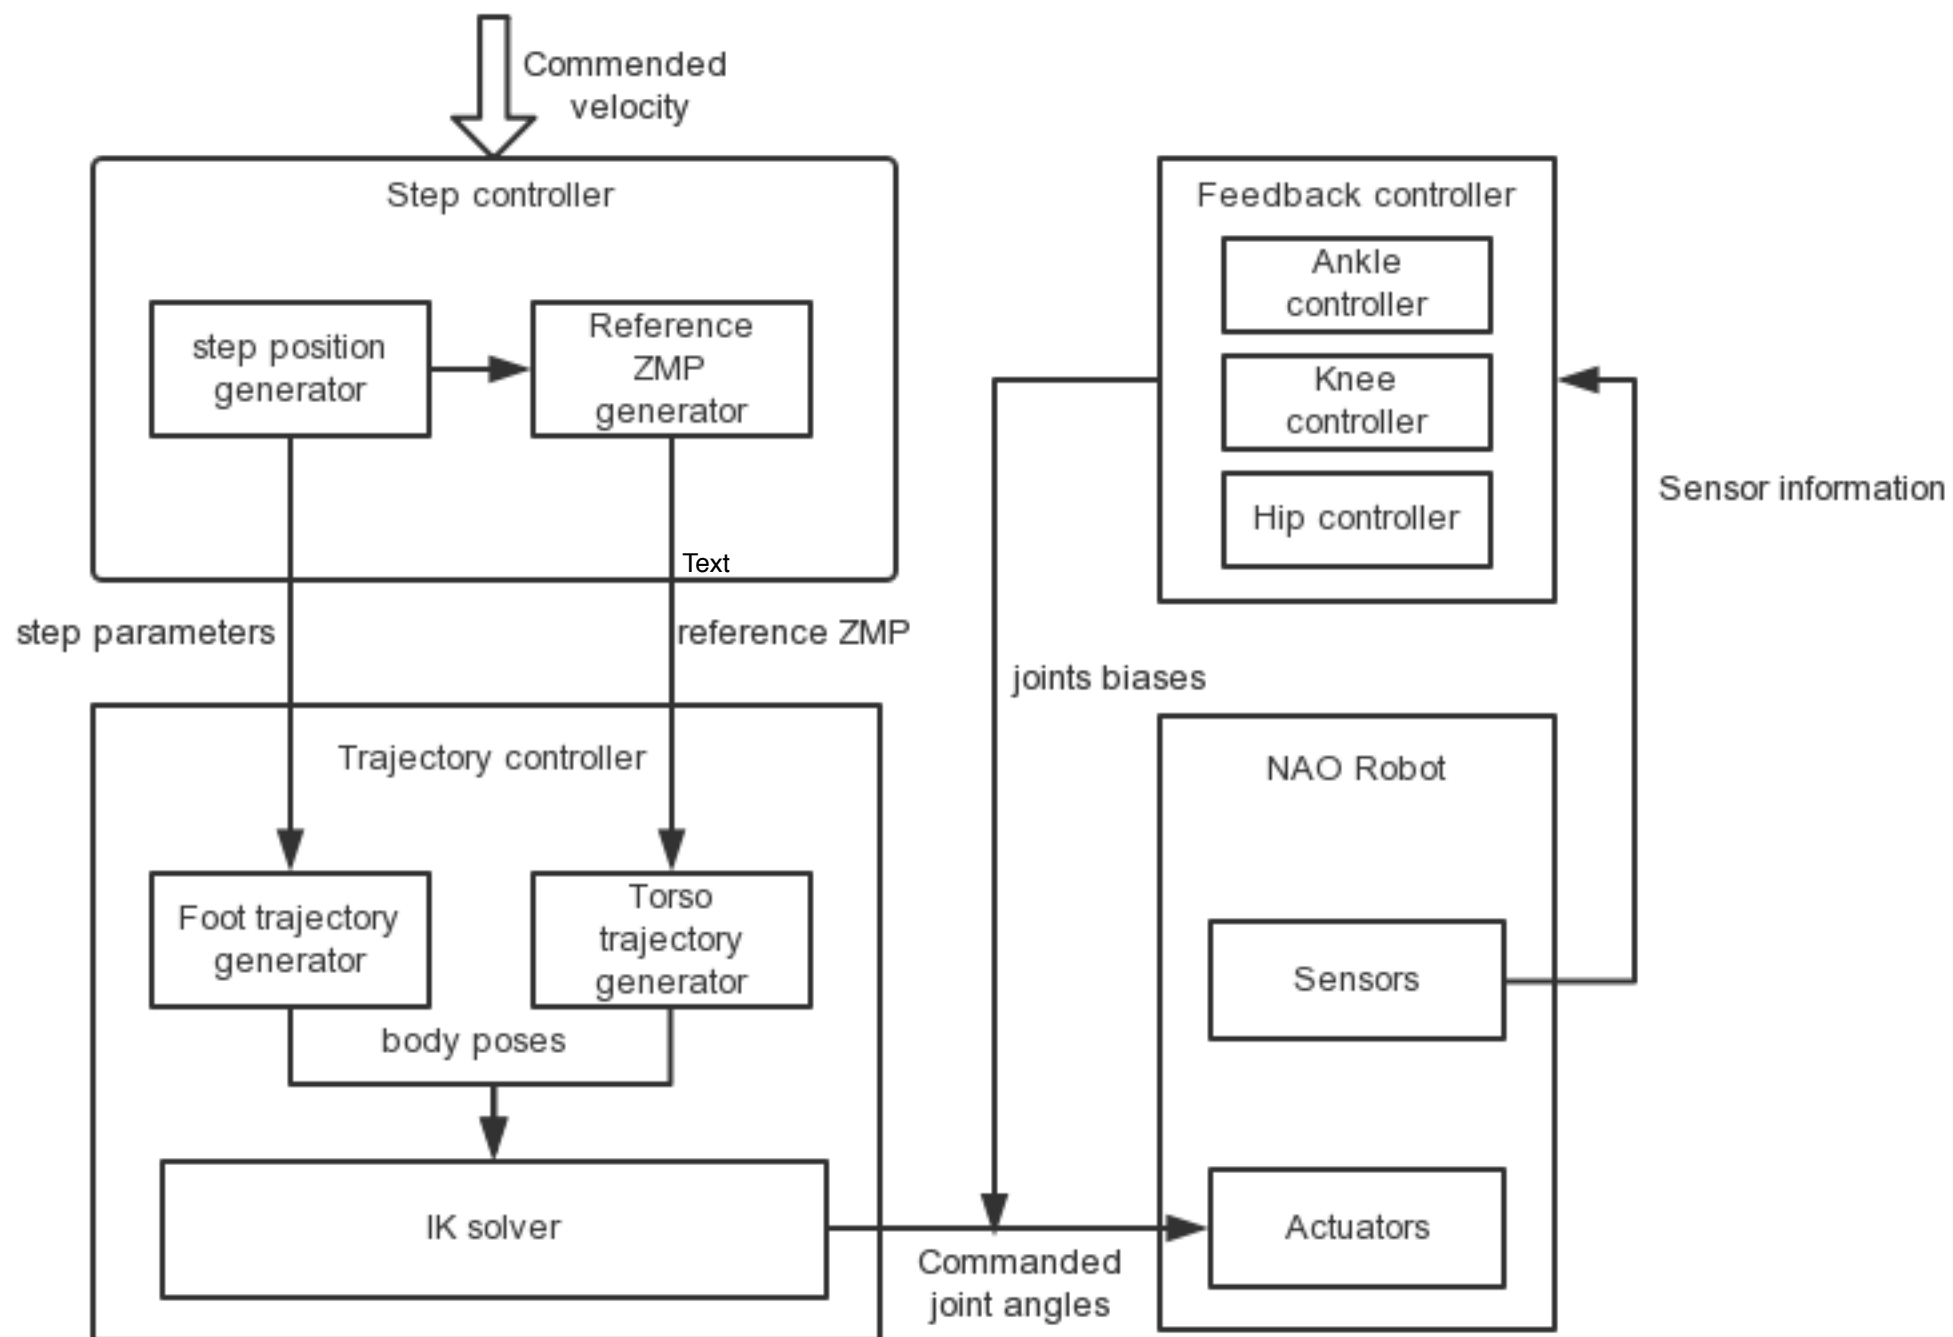 Commended
velocity
Step controller
step position
generator
Reference
ZMP
generator
Text
step parameters
reference ZMP
Trajectory controller
Foot trajectory
generator
Torso
trajectory
generator
body poses
IK solver
Feedback controller
Ankle
controller
Knee
controller
Hip controller
Sensor information
joints biases
NAO Robot
Sensors
Actuators
Commanded
joint angles